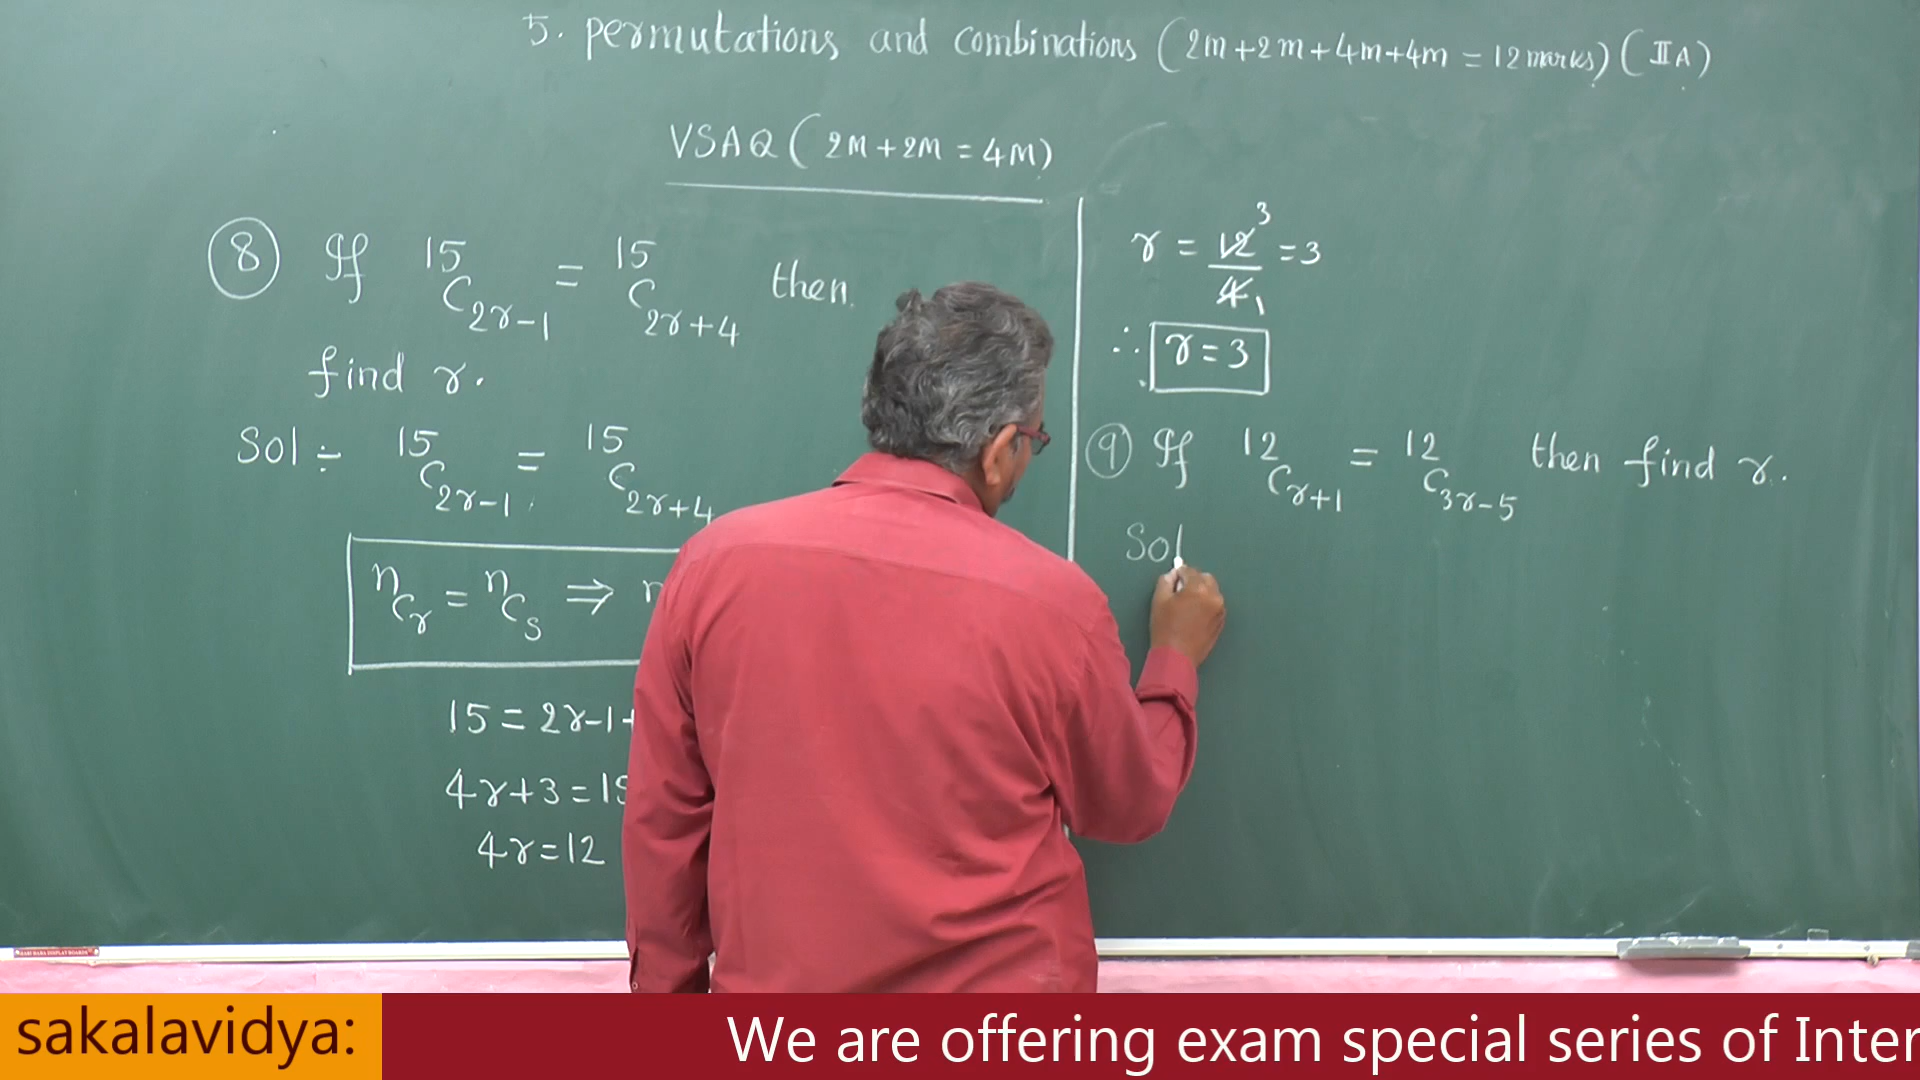 5. permutations and combinations (2m+2m+4m+4m = 12 marks) (IIA)
VSAQ (2M+2M = 4M)
8 If 15C2r-1 = 15C2r+4 then
find r.
Sol ÷ 15C2r-1 = 15C2r+4
nCr = nCs ⇒
15 = 2r-1+
4r+3 = 15
4r = 12
r = 12/4 = 3
3
1
∴ r = 3
9 If 12Cr+1 = 12C3r-5 then find r.
Sol
sakalavidya:
We are offering exam special series of Inter